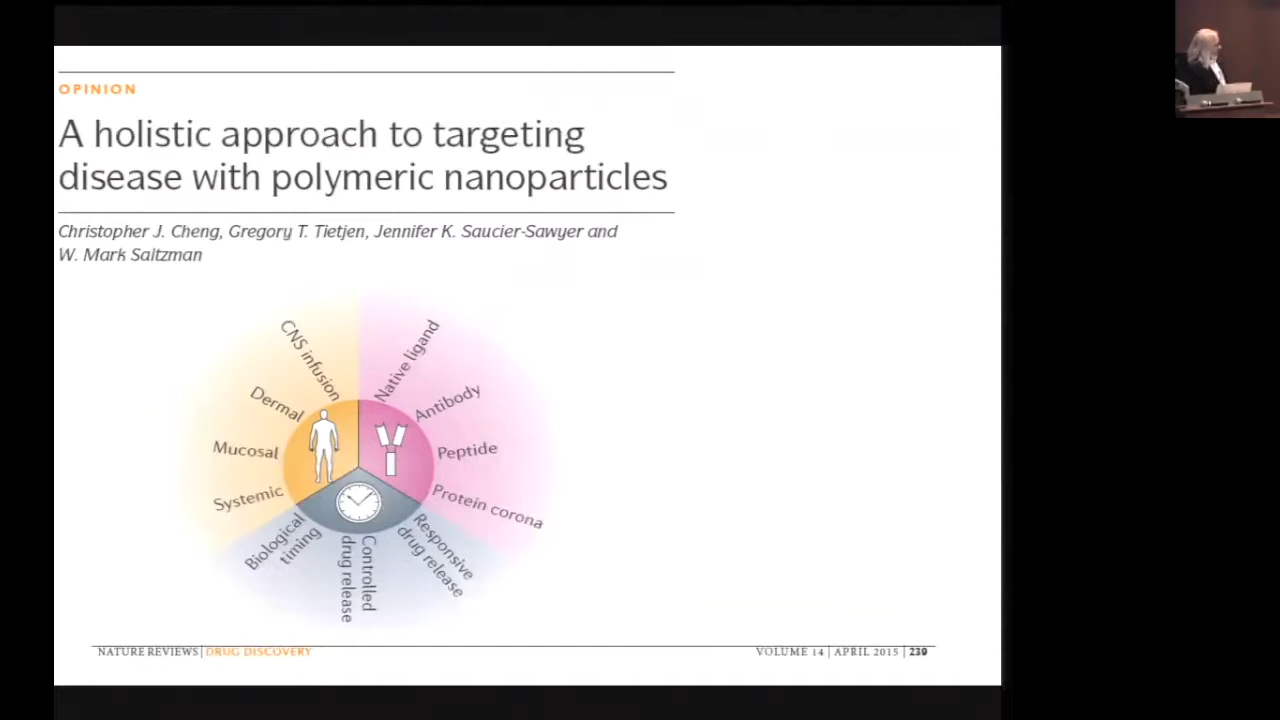 OPINION
A holistic approach to targeting
disease with polymeric nanoparticles
Christopher J. Cheng, Gregory T. Tietjen, Jennifer K. Saucier-Sawyer and
W. Mark Saltzman
CNS infusion
Dermal
Mucosal
Systemic
Native ligand
Antibody
Peptide
Protein corona
Biological
timing
Controlled
drug release
Responsive
drug release
NATURE REVIEWS | DRUG DISCOVERY
VOLUME 14 | APRIL 2015 | 239